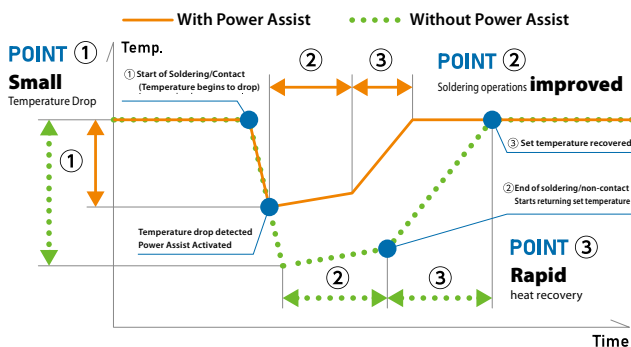 With Power Assist
Without Power Assist
POINT ①
Small
Temperature Drop
Temp.
① Start of Soldering/Contact
(Temperature begins to drop)
②
③
POINT ②
Soldering operations improved
①
③ Set temperature recovered
② End of soldering/non-contact
Starts returning set temperature
Temperature drop detected
Power Assist Activated
②
③
POINT ③
Rapid
heat recovery
Time